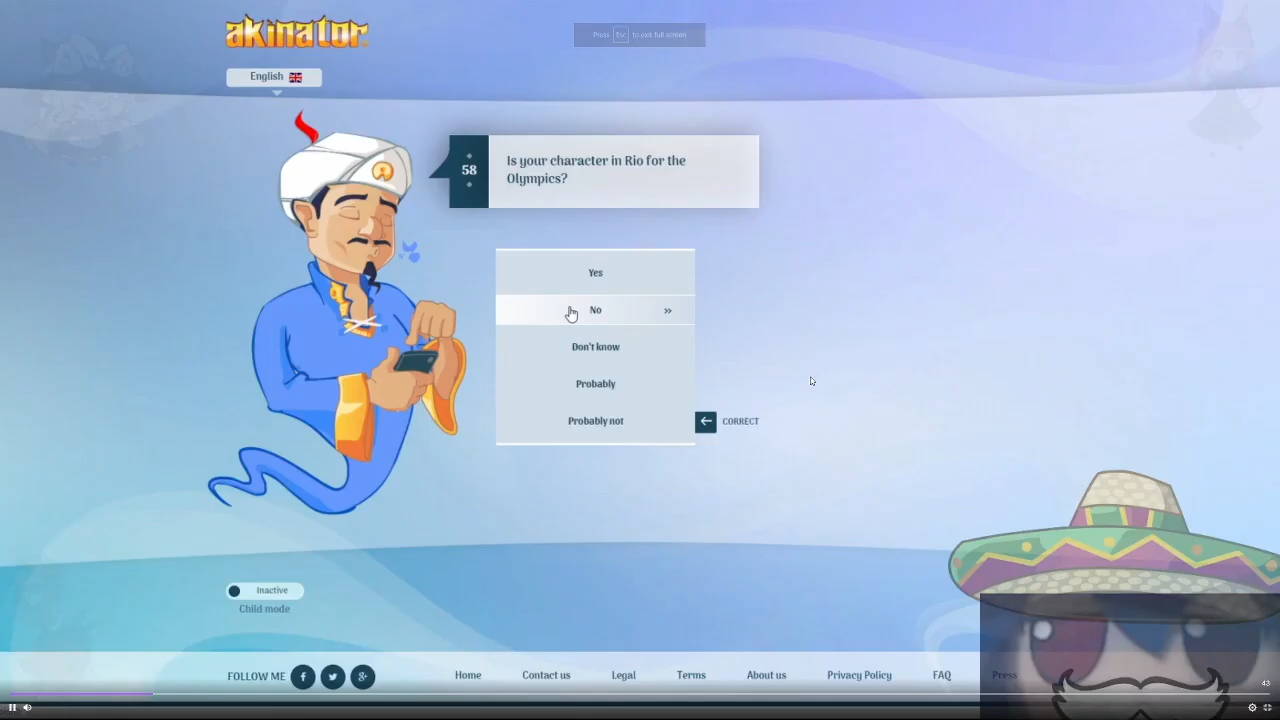 akinator
Press Esc to exit full screen
English
58
Is your character in Rio for the
Olympics?
Yes
No
Don't know
Probably
Probably not
CORRECT
Inactive
Child mode
FOLLOW ME
Home
Contact us
Legal
Terms
About us
Privacy Policy
FAQ
Press
43